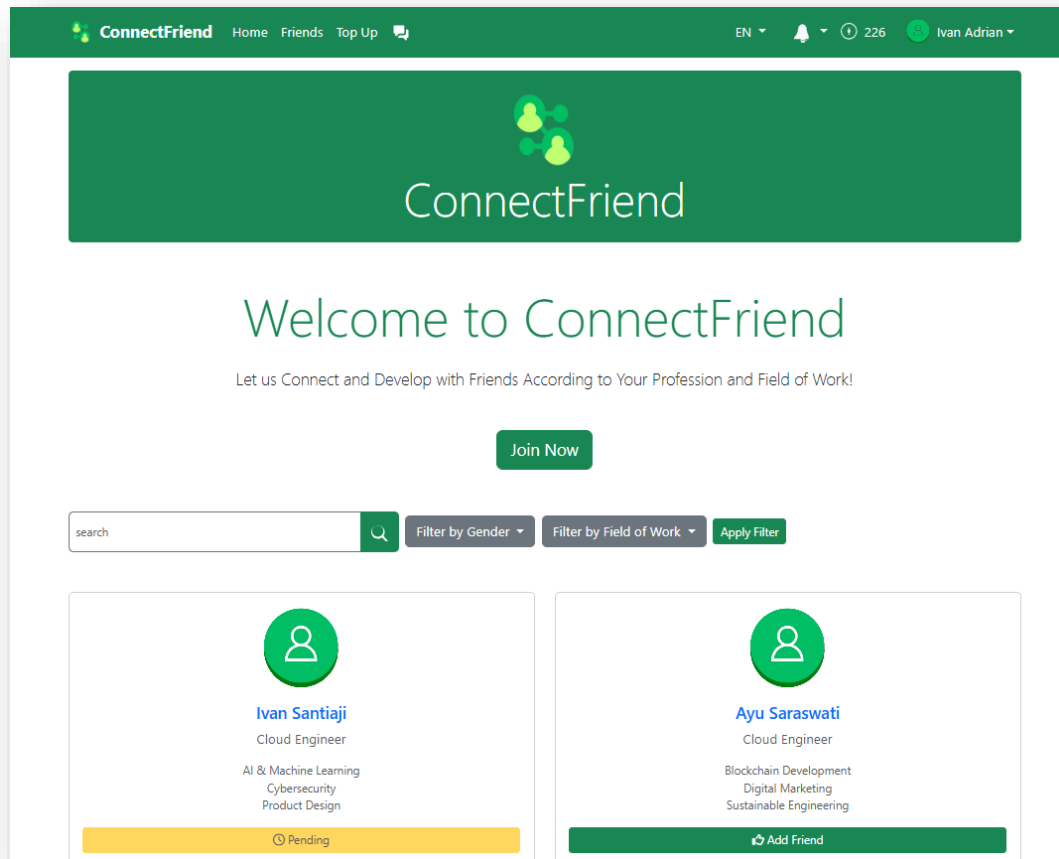 ConnectFriend Home Friends Top Up EN 226 Ivan Adrian
ConnectFriend
Welcome to ConnectFriend
Let us Connect and Develop with Friends According to Your Profession and Field of Work!
Join Now
search Filter by Gender Filter by Field of Work Apply Filter
Ivan Santiaji
Cloud Engineer
AI & Machine Learning
Cybersecurity
Product Design
Pending
Ayu Saraswati
Cloud Engineer
Blockchain Development
Digital Marketing
Sustainable Engineering
Add Friend